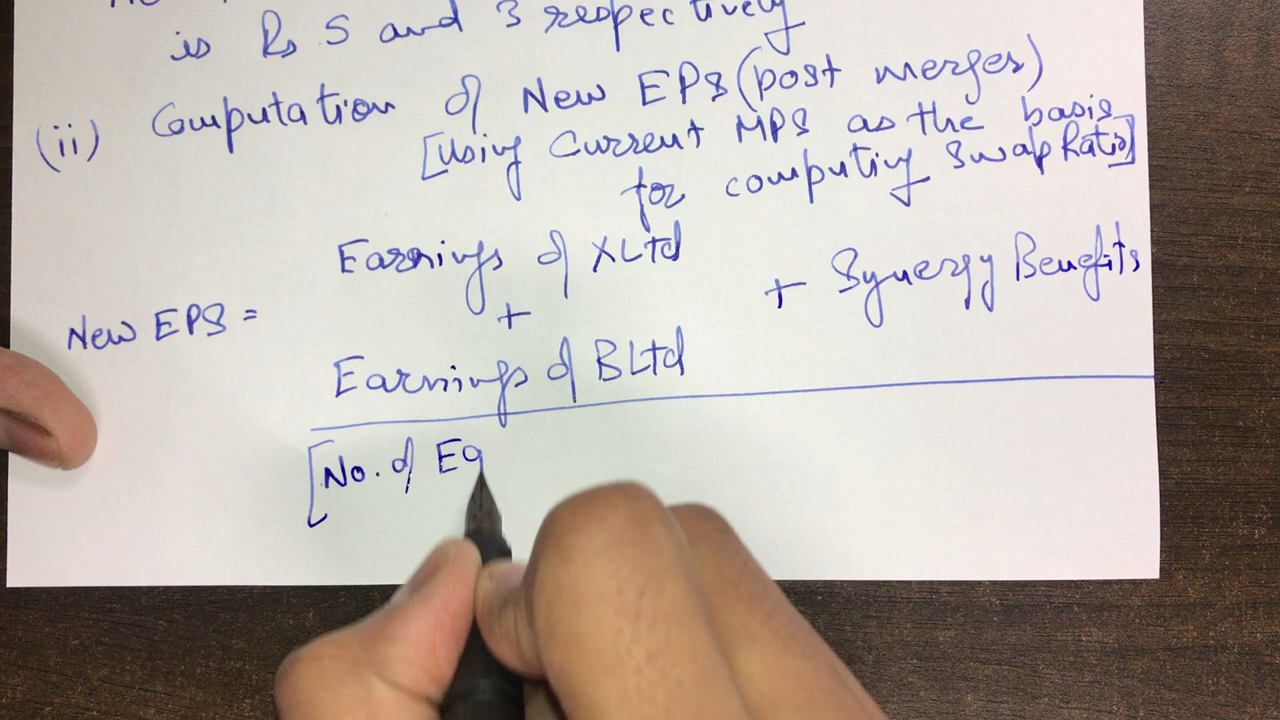 is Rs 5 and 3 respectively
(ii) Computation of New EPS (post merger)
[Using Current MPS as the basis
for computing Swap Ratio]
Earnings of X Ltd
+ Synergy Benefits
New EPS =
+
Earnings of B Ltd
[No. of Eq